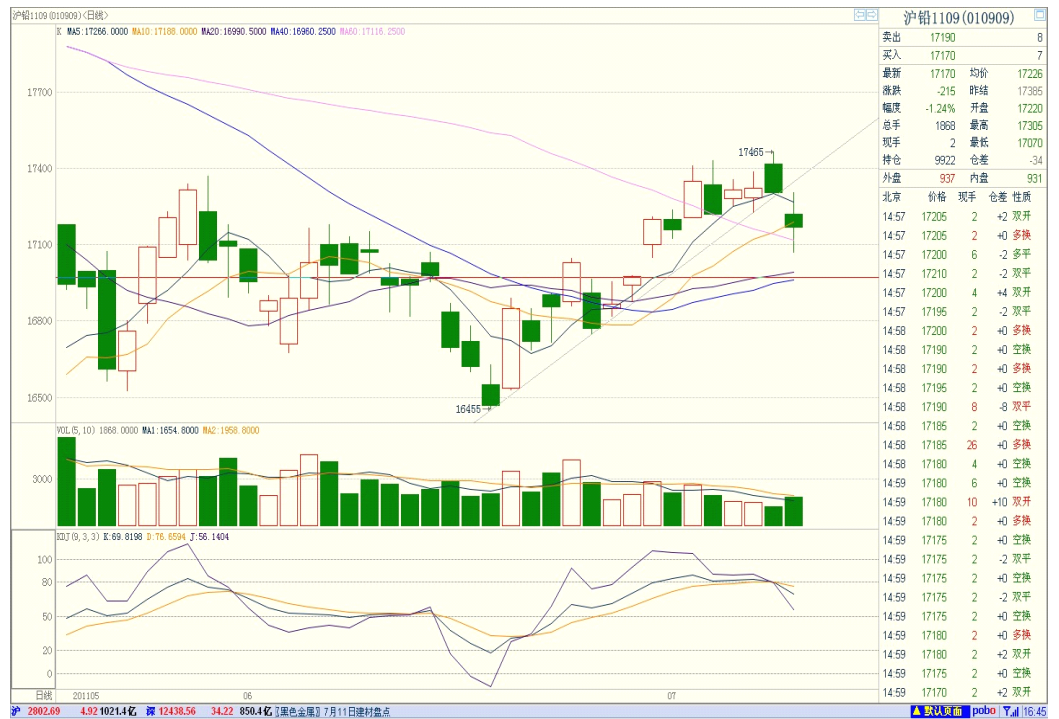 沪铅1109(010909)<日线>
K MA5:17266.0000 MA10:17188.0000 MA20:16990.5000 MA40:16960.2500 MA60:17116.2500
17700
17400
17100
16800
16500
17465→
16455→
VOL(5,10) 1868.0000 MA1:1654.8000 MA2:1958.8000
3000
KDJ(9,3,3) K:69.8198 D:76.6594 J:56.1404
100
80
50
20
0
日线 201105 06 07
沪铅1109(010909)
卖出 17190 8
买入 17170 7
最新 17170 均价 17226
涨跌 -215 昨结 17385
幅度 -1.24% 开盘 17220
总手 1868 最高 17305
现手 2 最低 17070
持仓 9922 仓差 -34
外盘 937 内盘 931
北京 价格 现手 仓差 性质
14:57 17205 2 +2 双开
14:57 17205 2 +0 多换
14:57 17200 6 -2 多平
14:57 17210 2 -2 双平
14:57 17200 4 +4 双开
14:57 17195 2 -2 双平
14:58 17200 2 +0 多换
14:58 17190 2 +0 空换
14:58 17190 2 +0 多换
14:58 17195 2 +0 空换
14:58 17190 8 -8 双平
14:58 17185 2 +0 空换
14:58 17185 26 +0 多换
14:58 17180 4 +0 空换
14:58 17180 6 +0 空换
14:59 17180 10 +10 双开
14:59 17180 2 +0 多换
14:59 17175 2 +0 空换
14:59 17175 2 -2 双平
14:59 17175 2 +0 空换
14:59 17175 2 -2 双平
14:59 17175 2 +0 空换
14:59 17180 2 +0 多换
14:59 17180 2 +2 双开
14:59 17175 2 +0 空换
14:59 17170 2 +2 双开
沪 2802.69 4.92 1021.4亿 深 12438.56 34.22 850.4亿 〖黑色金属〗7月11日建材盘点 默认页面 pobo 16:45